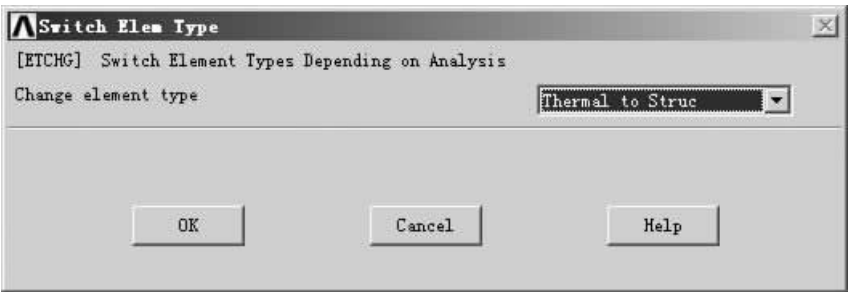 Switch Elem Type
[ETCHG] Switch Element Types Depending on Analysis
Change element type
Thermal to Struc
OK Cancel Help